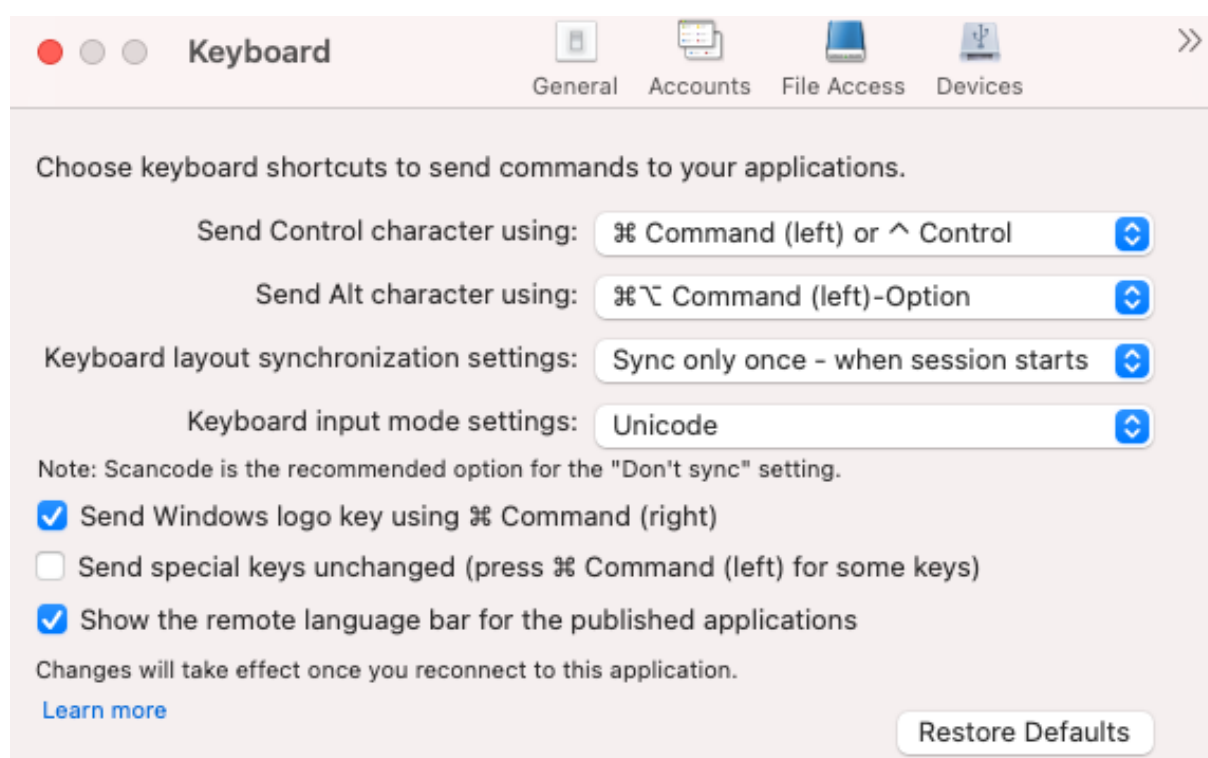 Keyboard
General Accounts File Access Devices
Choose keyboard shortcuts to send commands to your applications.
Send Control character using: ⌘ Command (left) or ^ Control
Send Alt character using: ⌘⌥ Command (left)-Option
Keyboard layout synchronization settings: Sync only once - when session starts
Keyboard input mode settings: Unicode
Note: Scancode is the recommended option for the "Don't sync" setting.
Send Windows logo key using ⌘ Command (right)
Send special keys unchanged (press ⌘ Command (left) for some keys)
Show the remote language bar for the published applications
Changes will take effect once you reconnect to this application.
Learn more
Restore Defaults